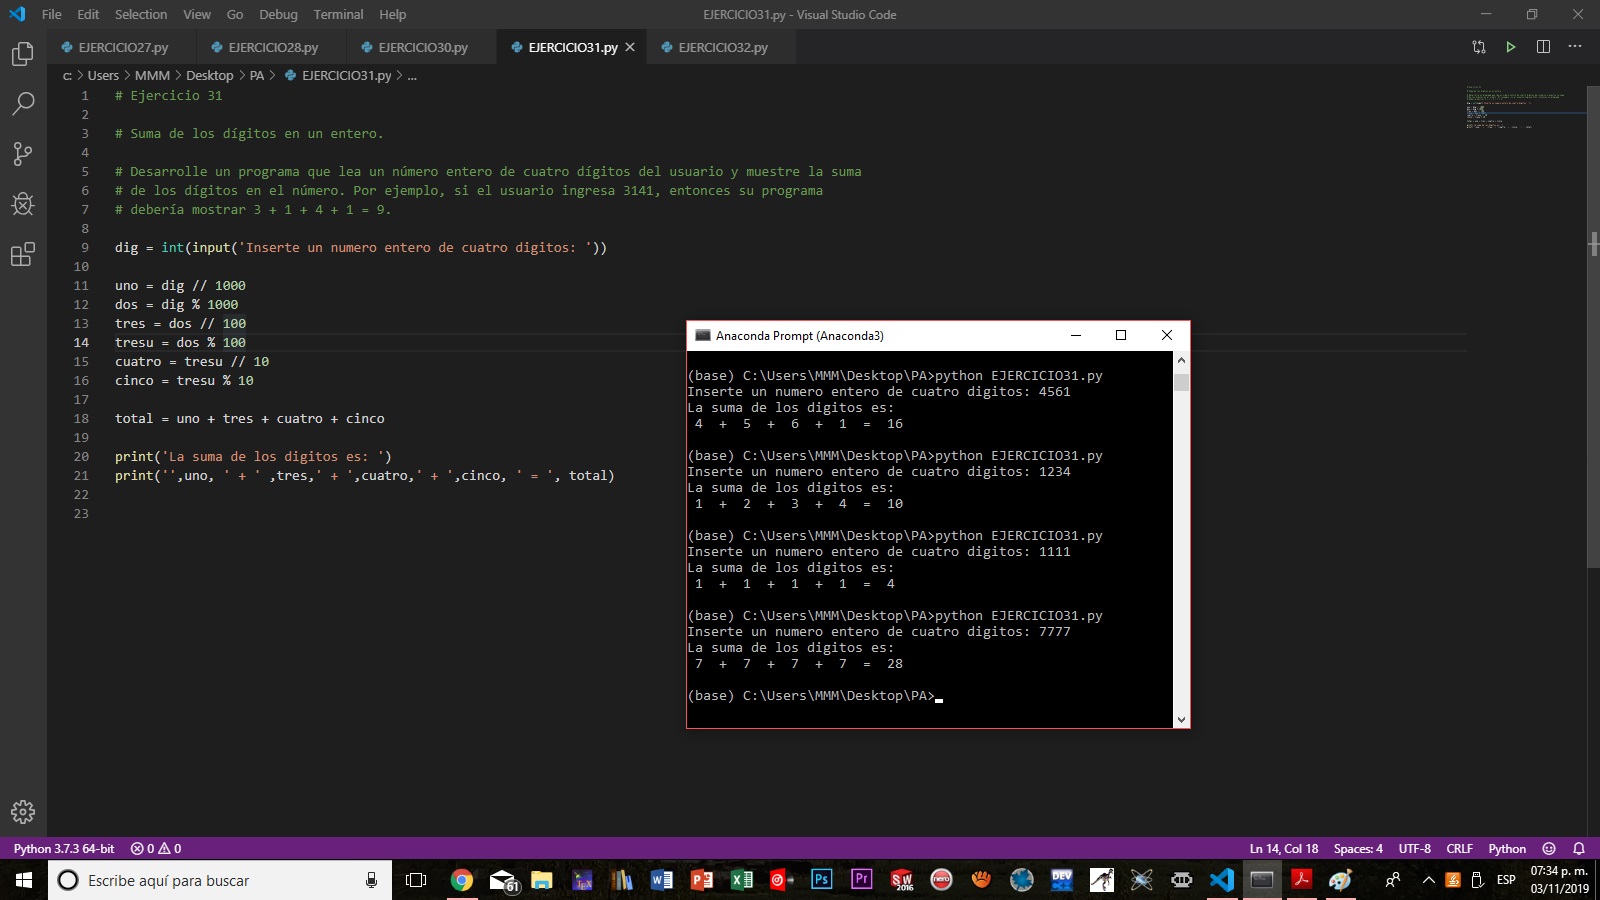 File Edit Selection View Go Debug Terminal Help EJERCICIO31.py - Visual Studio Code
EJERCICIO27.py EJERCICIO28.py EJERCICIO30.py EJERCICIO31.py EJERCICIO32.py
c: > Users > MMM > Desktop > PA > EJERCICIO31.py > ...
1 # Ejercicio 31
2
3 # Suma de los dígitos en un entero.
4
5 # Desarrolle un programa que lea un número entero de cuatro dígitos del usuario y muestre la suma
6 # de los dígitos en el número. Por ejemplo, si el usuario ingresa 3141, entonces su programa
7 # debería mostrar 3 + 1 + 4 + 1 = 9.
8
9 dig = int(input('Inserte un numero entero de cuatro digitos: '))
10
11 uno = dig // 1000
12 dos = dig % 1000
13 tres = dos // 100
14 tresu = dos % 100
15 cuatro = tresu // 10
16 cinco = tresu % 10
17
18 total = uno + tres + cuatro + cinco
19
20 print('La suma de los digitos es: ')
21 print('',uno, ' + ' ,tres,' + ',cuatro,' + ',cinco, ' = ', total)
22
23
Anaconda Prompt (Anaconda3)
(base) C:\Users\MMM\Desktop\PA>python EJERCICIO31.py
Inserte un numero entero de cuatro digitos: 4561
La suma de los digitos es:
4 + 5 + 6 + 1 = 16
(base) C:\Users\MMM\Desktop\PA>python EJERCICIO31.py
Inserte un numero entero de cuatro digitos: 1234
La suma de los digitos es:
1 + 2 + 3 + 4 = 10
(base) C:\Users\MMM\Desktop\PA>python EJERCICIO31.py
Inserte un numero entero de cuatro digitos: 1111
La suma de los digitos es:
1 + 1 + 1 + 1 = 4
(base) C:\Users\MMM\Desktop\PA>python EJERCICIO31.py
Inserte un numero entero de cuatro digitos: 7777
La suma de los digitos es:
7 + 7 + 7 + 7 = 28
(base) C:\Users\MMM\Desktop\PA>
Python 3.7.3 64-bit 0 0 Ln 14, Col 18 Spaces: 4 UTF-8 CRLF Python
Escribe aquí para buscar 61 Ps Pr SW 2016 nero DEV ESP 07:34 p. m.
03/11/2019